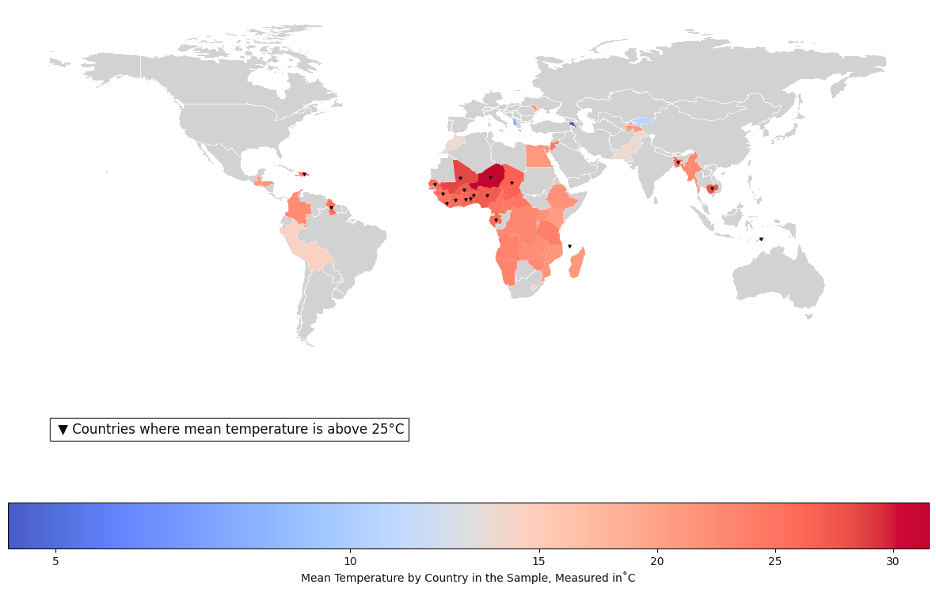 ▼ Countries where mean temperature is above 25°C
5 10 15 20 25 30
Mean Temperature by Country in the Sample, Measured in˚C